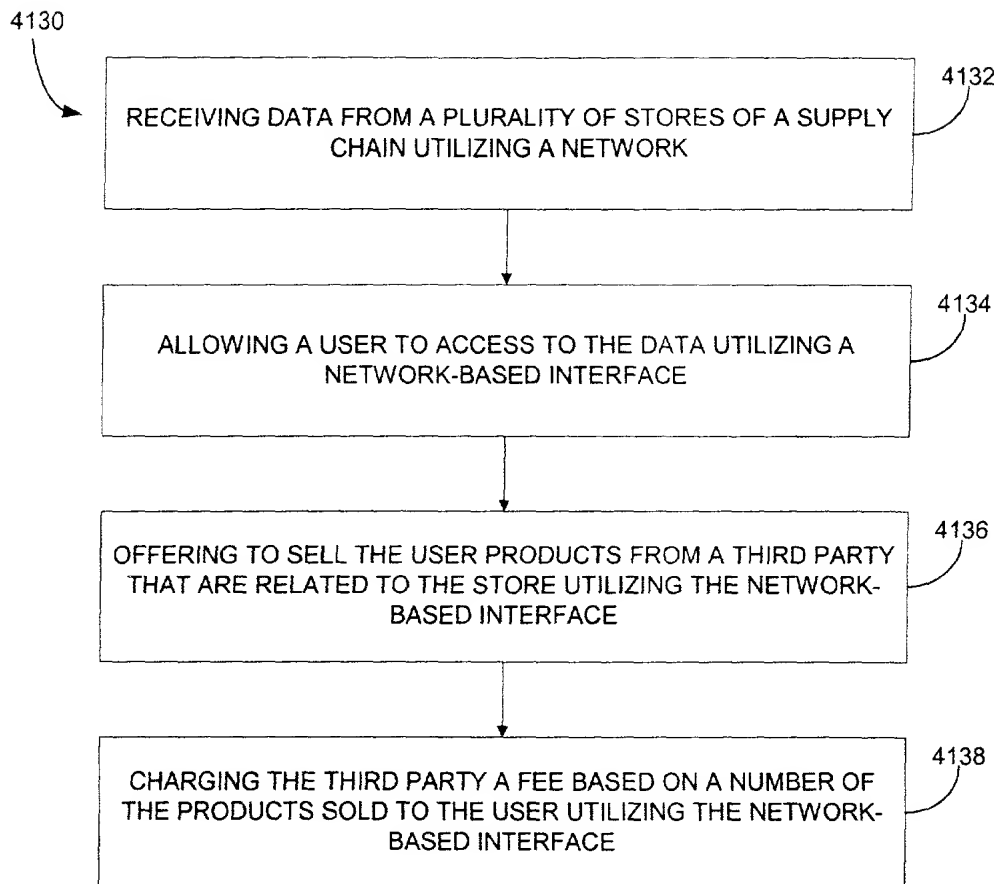 4130
4132
RECEIVING DATA FROM A PLURALITY OF STORES OF A SUPPLY
CHAIN UTILIZING A NETWORK
4134
ALLOWING A USER TO ACCESS TO THE DATA UTILIZING A
NETWORK-BASED INTERFACE
4136
OFFERING TO SELL THE USER PRODUCTS FROM A THIRD PARTY
THAT ARE RELATED TO THE STORE UTILIZING THE NETWORK-
BASED INTERFACE
4138
CHARGING THE THIRD PARTY A FEE BASED ON A NUMBER OF
THE PRODUCTS SOLD TO THE USER UTILIZING THE NETWORK-
BASED INTERFACE